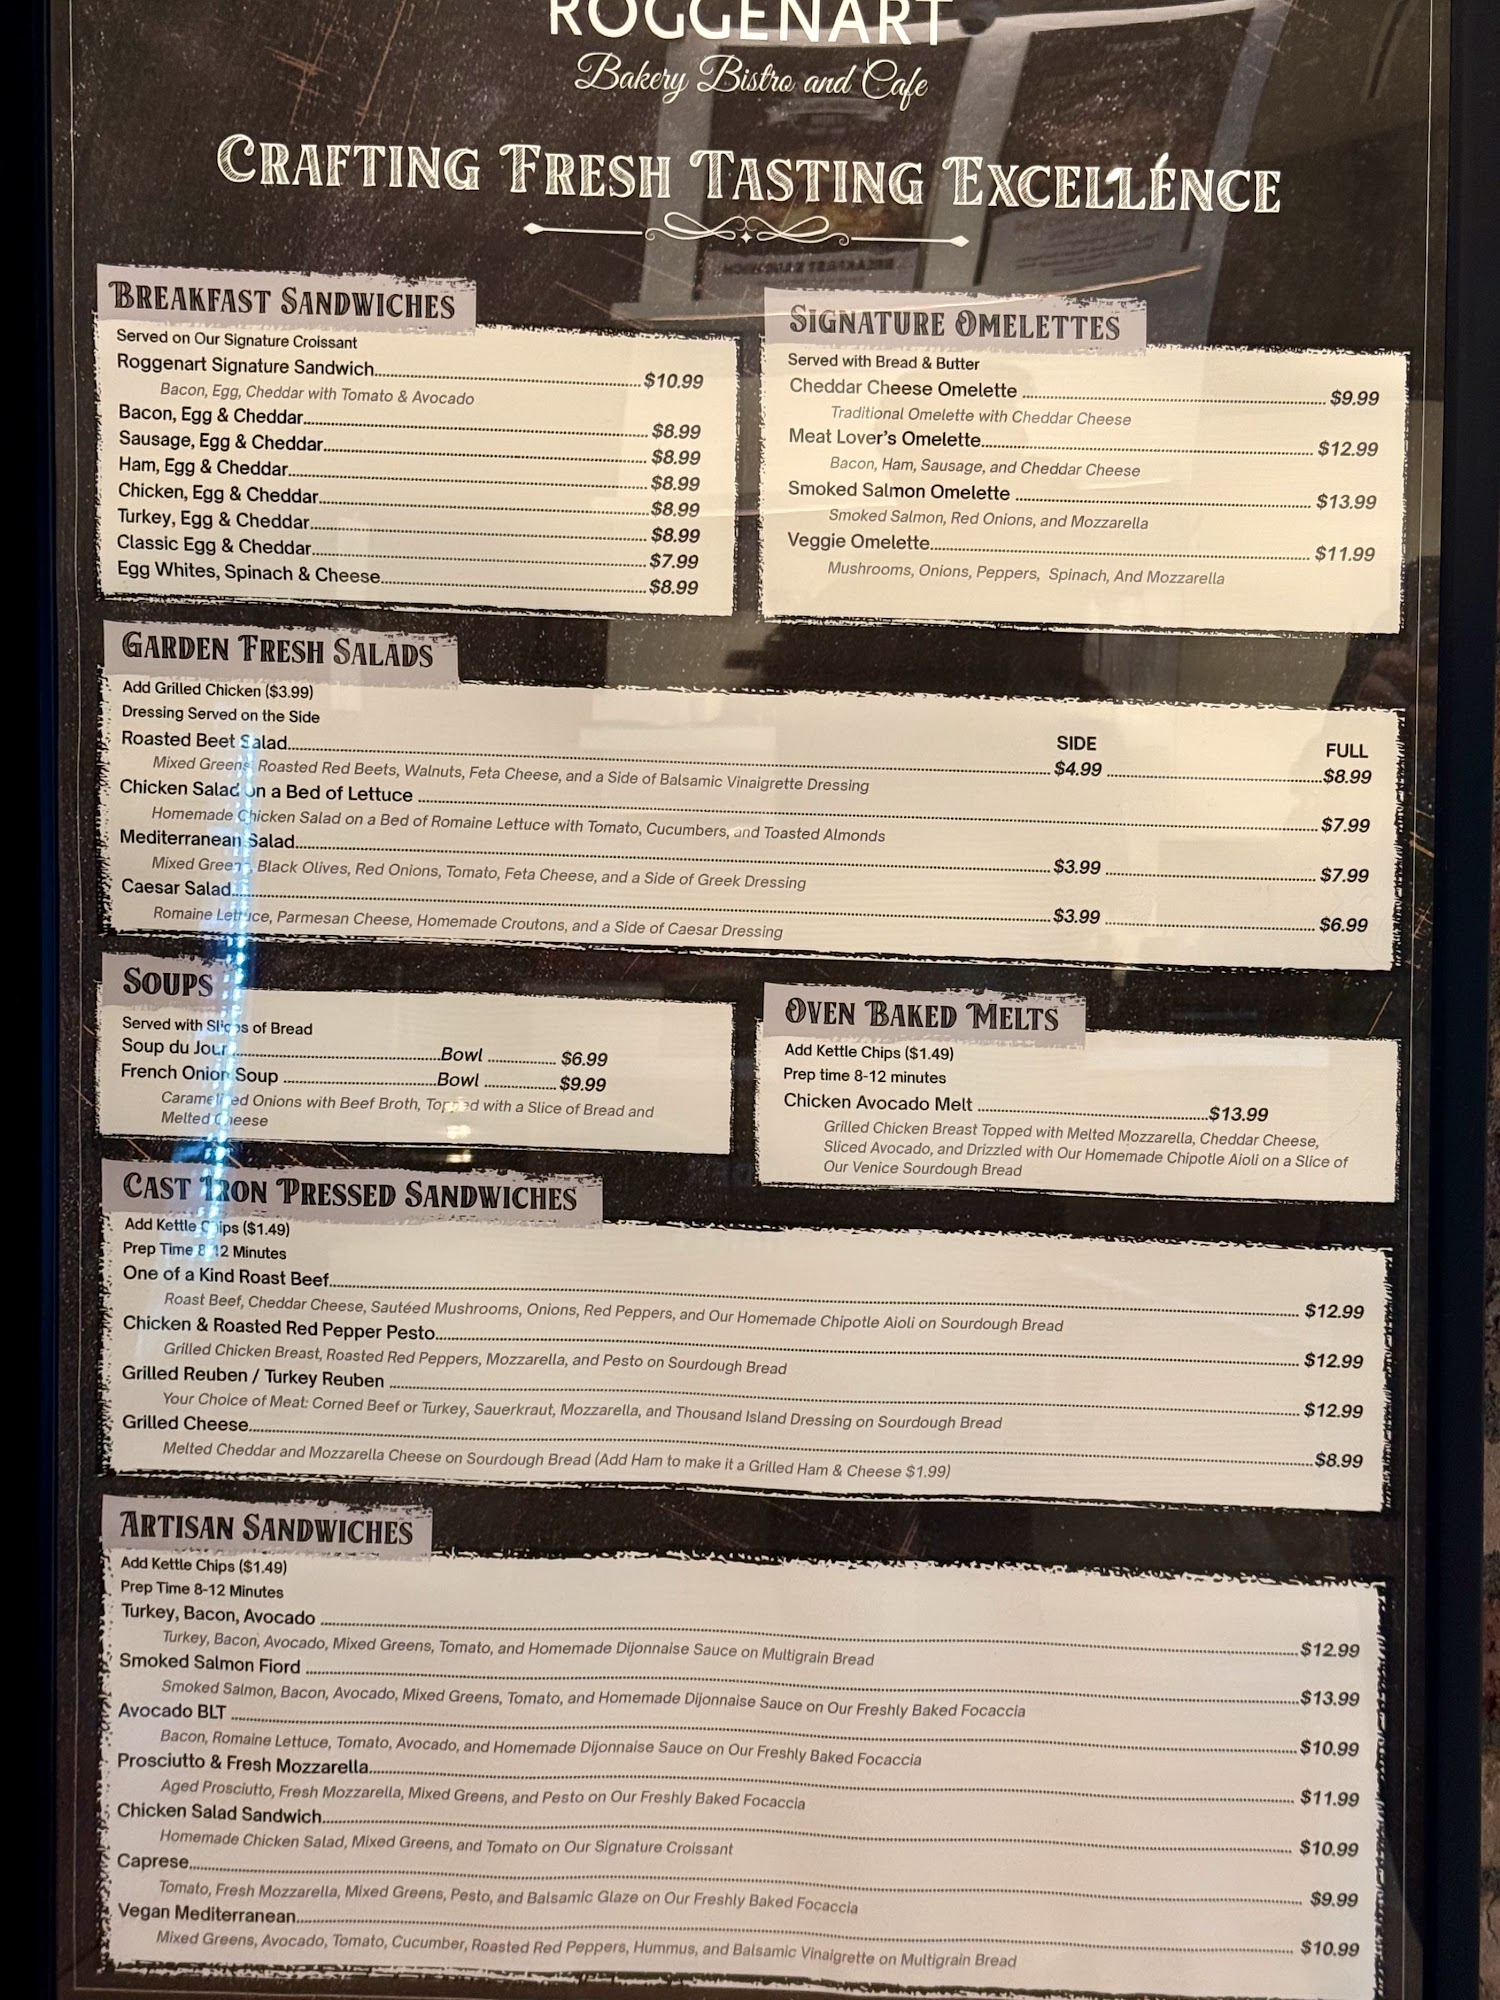 ROGGENART
Bakery Bistro and Cafe
CRAFTING FRESH TASTING EXCELLENCE
BREAKFAST SANDWICHES
Served on Our Signature Croissant
Roggenart Signature Sandwich $10.99
Bacon, Egg, Cheddar with Tomato & Avocado
Bacon, Egg & Cheddar $8.99
Sausage, Egg & Cheddar $8.99
Ham, Egg & Cheddar $8.99
Chicken, Egg & Cheddar $8.99
Turkey, Egg & Cheddar $8.99
Classic Egg & Cheddar $7.99
Egg Whites, Spinach & Cheese $8.99
SIGNATURE OMELETTES
Served with Bread & Butter
Cheddar Cheese Omelette $9.99
Traditional Omelette with Cheddar Cheese
Meat Lover's Omelette $12.99
Bacon, Ham, Sausage, and Cheddar Cheese
Smoked Salmon Omelette $13.99
Smoked Salmon, Red Onions, and Mozzarella
Veggie Omelette $11.99
Mushrooms, Onions, Peppers, Spinach, And Mozzarella
GARDEN FRESH SALADS
Add Grilled Chicken ($3.99)
Dressing Served on the Side
SIDE FULL
Roasted Beet Salad $4.99 $8.99
Mixed Greens, Roasted Red Beets, Walnuts, Feta Cheese, and a Side of Balsamic Vinaigrette Dressing
Chicken Salad on a Bed of Lettuce $7.99
Homemade Chicken Salad on a Bed of Romaine Lettuce with Tomato, Cucumbers, and Toasted Almonds
Mediterranean Salad $3.99 $7.99
Mixed Greens, Black Olives, Red Onions, Tomato, Feta Cheese, and a Side of Greek Dressing
Caesar Salad $3.99 $6.99
Romaine Lettuce, Parmesan Cheese, Homemade Croutons, and a Side of Caesar Dressing
SOUPS
Served with Slices of Bread
Soup du Jour Bowl $6.99
French Onion Soup Bowl $9.99
Caramelized Onions with Beef Broth, Topped with a Slice of Bread and
Melted Cheese
OVEN BAKED MELTS
Add Kettle Chips ($1.49)
Prep time 8-12 minutes
Chicken Avocado Melt $13.99
Grilled Chicken Breast Topped with Melted Mozzarella, Cheddar Cheese,
Sliced Avocado, and Drizzled with Our Homemade Chipotle Aioli on a Slice of
Our Venice Sourdough Bread
CAST IRON PRESSED SANDWICHES
Add Kettle Chips ($1.49)
Prep Time 8-12 Minutes
One of a Kind Roast Beef $12.99
Roast Beef, Cheddar Cheese, Sautéed Mushrooms, Onions, Red Peppers, and Our Homemade Chipotle Aioli on Sourdough Bread
Chicken & Roasted Red Pepper Pesto $12.99
Grilled Chicken Breast, Roasted Red Peppers, Mozzarella, and Pesto on Sourdough Bread
Grilled Reuben / Turkey Reuben $12.99
Your Choice of Meat: Corned Beef or Turkey, Sauerkraut, Mozzarella, and Thousand Island Dressing on Sourdough Bread
Grilled Cheese $8.99
Melted Cheddar and Mozzarella Cheese on Sourdough Bread (Add Ham to make it a Grilled Ham & Cheese $1.99)
ARTISAN SANDWICHES
Add Kettle Chips ($1.49)
Prep Time 8-12 Minutes
Turkey, Bacon, Avocado $12.99
Turkey, Bacon, Avocado, Mixed Greens, Tomato, and Homemade Dijonnaise Sauce on Multigrain Bread
Smoked Salmon Fiord $13.99
Smoked Salmon, Bacon, Avocado, Mixed Greens, Tomato, and Homemade Dijonnaise Sauce on Our Freshly Baked Focaccia
Avocado BLT $10.99
Bacon, Romaine Lettuce, Tomato, Avocado, and Homemade Dijonnaise Sauce on Our Freshly Baked Focaccia
Prosciutto & Fresh Mozzarella $11.99
Aged Prosciutto, Fresh Mozzarella, Mixed Greens, and Pesto on Our Freshly Baked Focaccia
Chicken Salad Sandwich $10.99
Homemade Chicken Salad, Mixed Greens, and Tomato on Our Signature Croissant
Caprese $9.99
Tomato, Fresh Mozzarella, Mixed Greens, Pesto, and Balsamic Glaze on Our Freshly Baked Focaccia
Vegan Mediterranean $10.99
Mixed Greens, Avocado, Tomato, Cucumber, Roasted Red Peppers, Hummus, and Balsamic Vinaigrette on Multigrain Bread